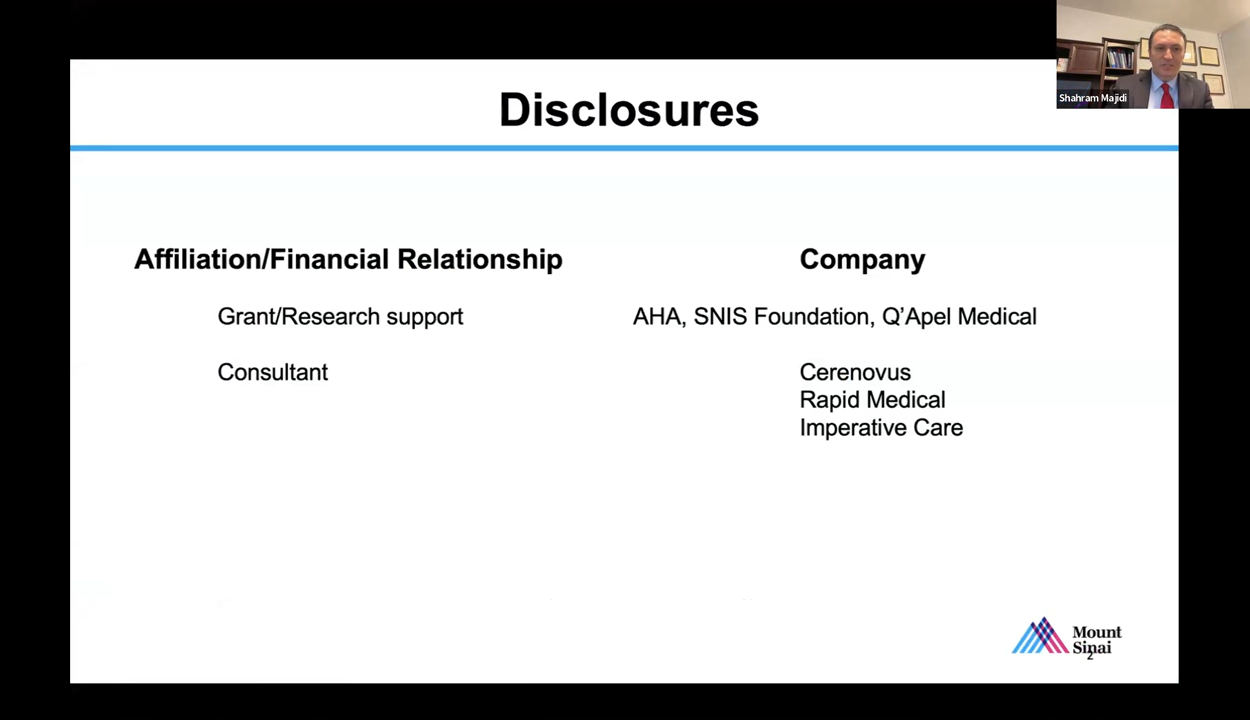 Shahram Majidi
Disclosures
Affiliation/Financial Relationship
Company
Grant/Research support
AHA, SNIS Foundation, Q’Apel Medical
Consultant
Cerenovus
Rapid Medical
Imperative Care
Mount
Sinai
2